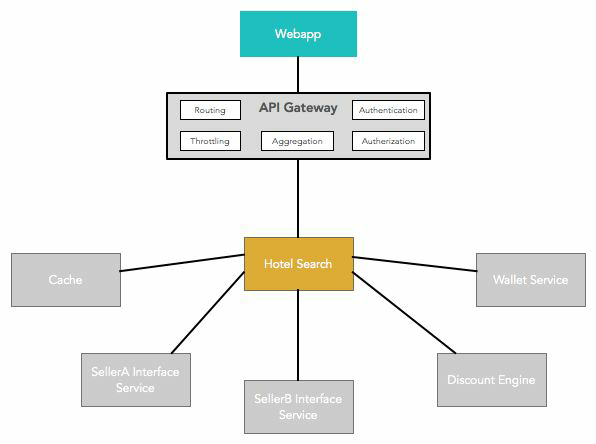 Webapp
API Gateway
Routing
Authentication
Throttling
Aggregation
Autherization
Hotel Search
Cache
Wallet Service
SellerA Interface
Service
SellerB Interface
Service
Discount Engine